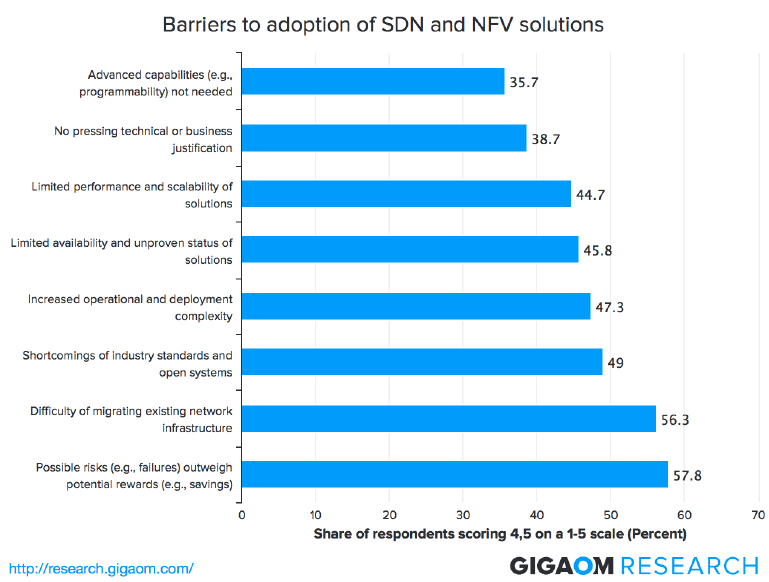 Barriers to adoption of SDN and NFV solutions
Advanced capabilities (e.g.,
programmability) not needed
35.7
No pressing technical or business
justification
38.7
Limited performance and scalability of
solutions
44.7
Limited availability and unproven status of
solutions
45.8
Increased operational and deployment
complexity
47.3
Shortcomings of industry standards and
open systems
49
Difficulty of migrating existing network
infrastructure
56.3
Possible risks (e.g., failures) outweigh
potential rewards (e.g., savings)
57.8
0 10 20 30 40 50 60 70
Share of respondents scoring 4,5 on a 1-5 scale (Percent)
http://research.gigaom.com/
GIGAOM RESEARCH